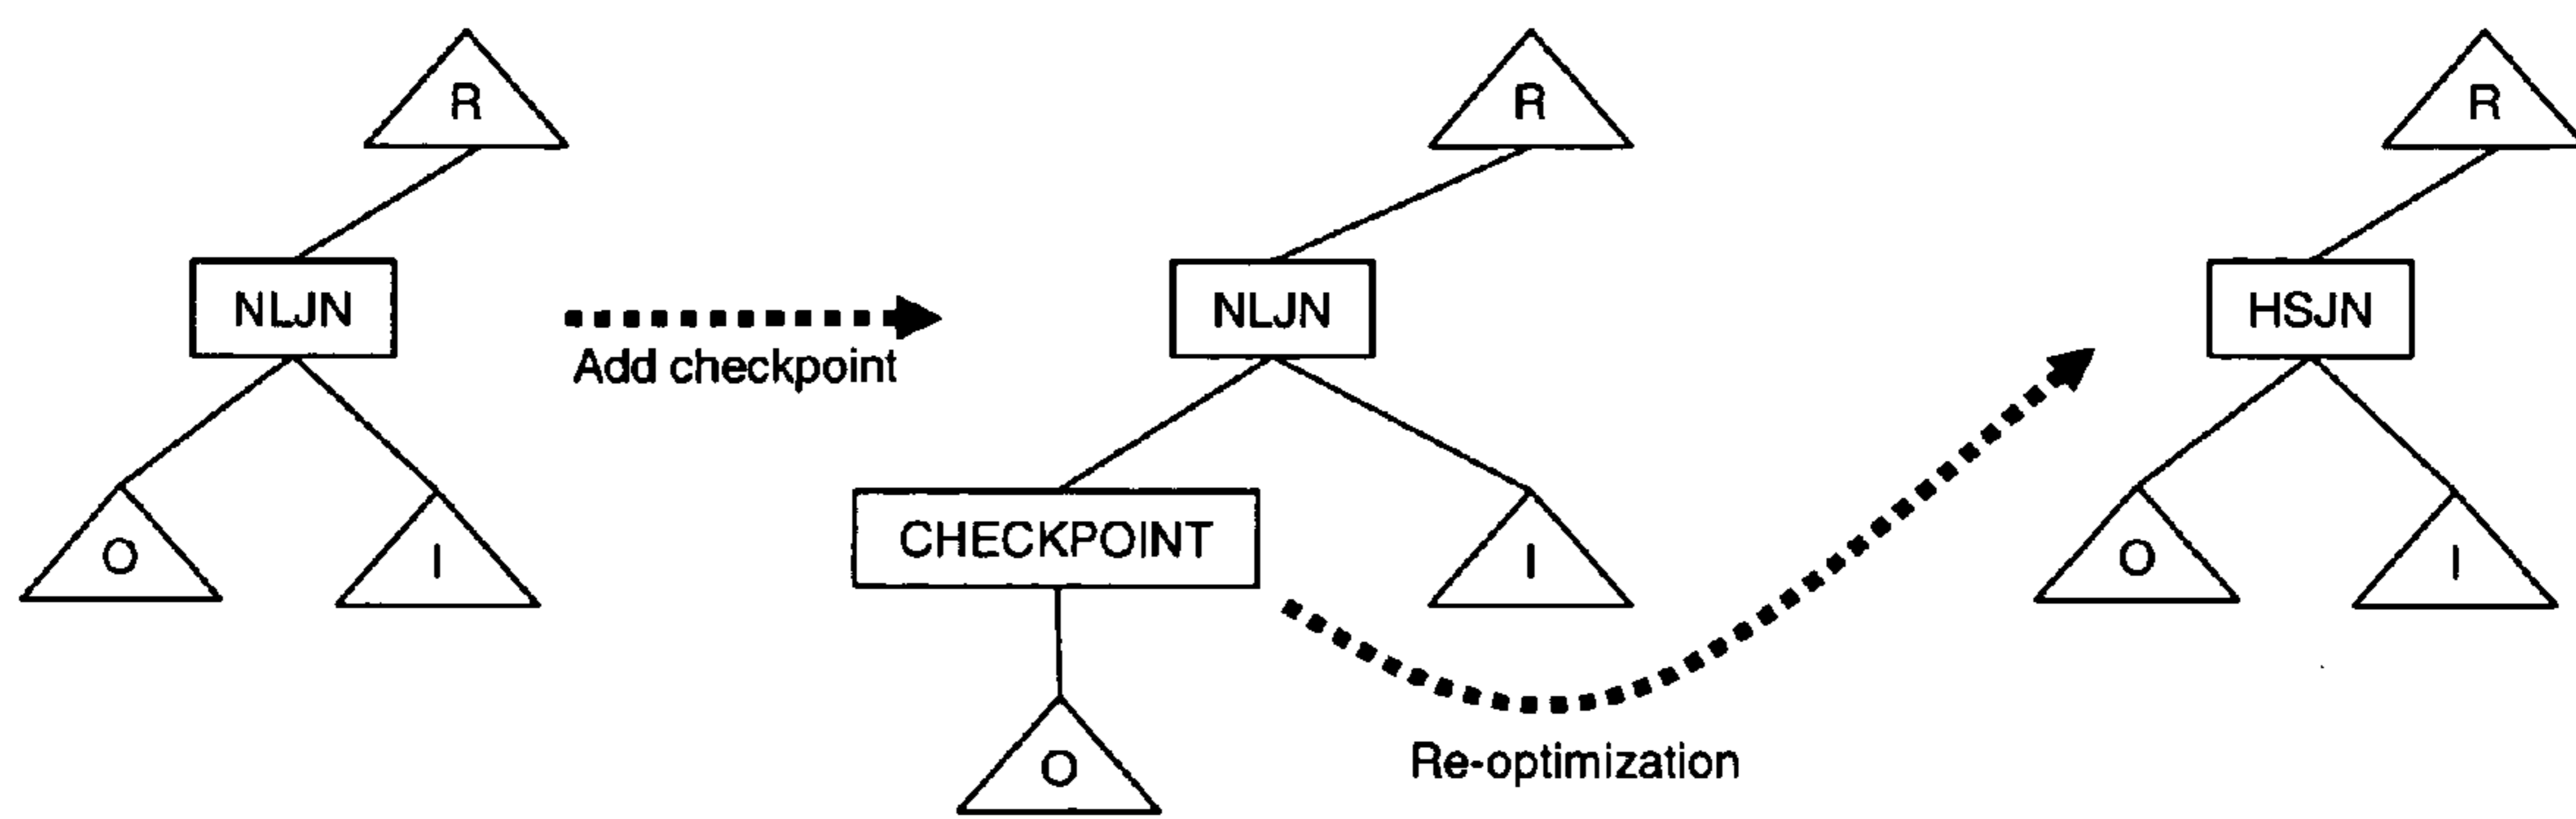 R
NLJN
O
I
Add checkpoint
R
NLJN
CHECKPOINT
I
O
Re-optimization
R
HSJN
O
I